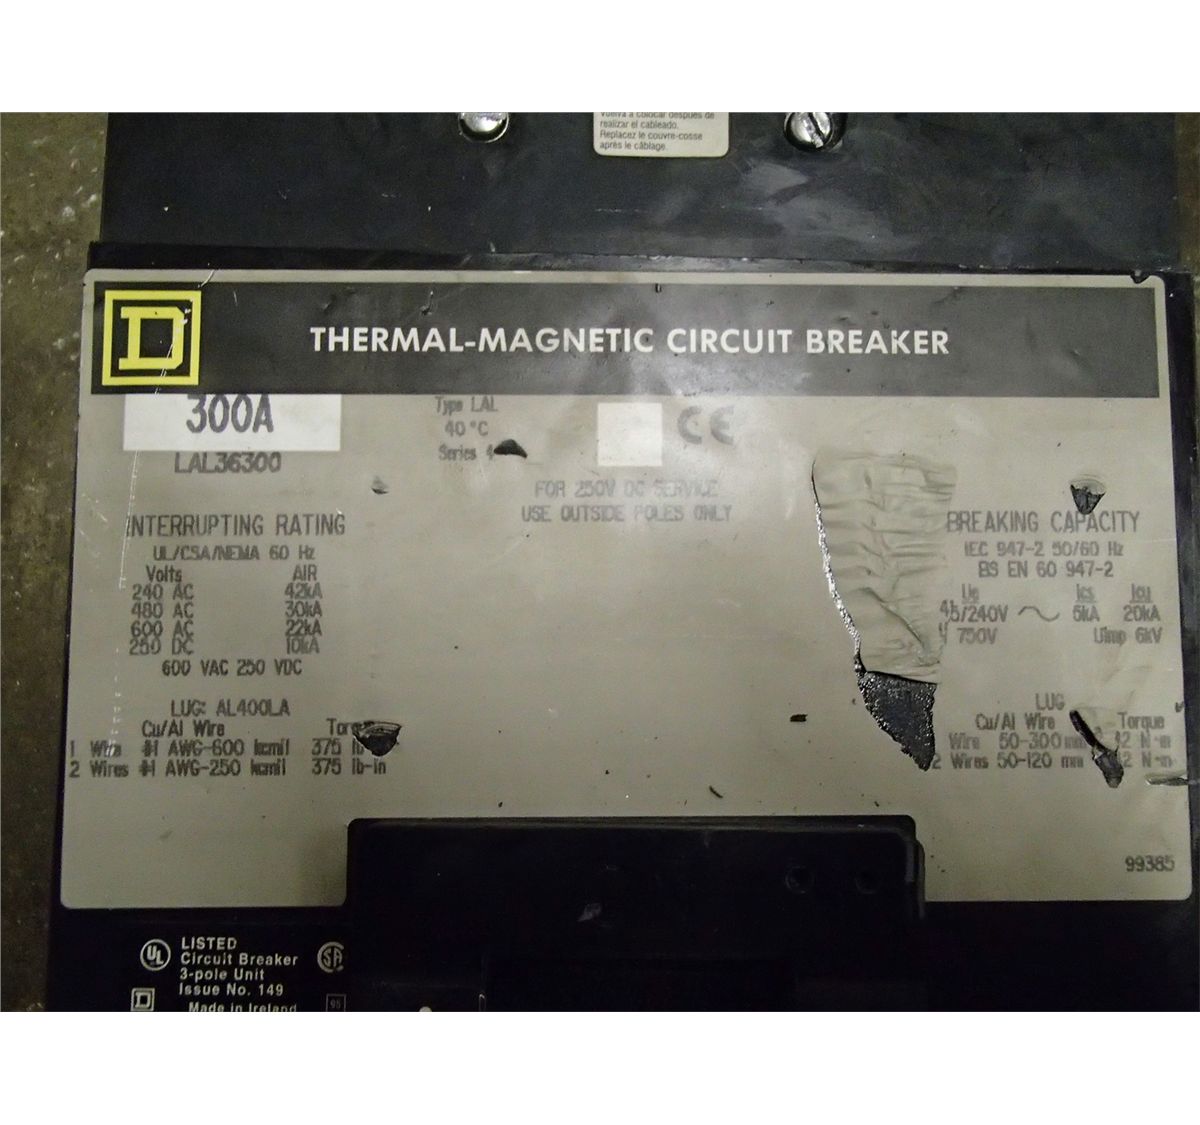 Vuelva a colocar después de
realizar el cableado.
Replacez le couvre-cosse
après le câblage.
D
THERMAL-MAGNETIC CIRCUIT BREAKER
300A
LAL36300
Type LAL
40°C
Series 4
CE
FOR 250V DC SERVICE
USE OUTSIDE POLES ONLY
INTERRUPTING RATING
UL/CSA/NEMA 60 Hz
Volts AIR
240 AC 42kA
480 AC 30kA
600 AC 22kA
250 DC 10kA
600 VAC 250 VDC
LUG: AL400LA
Cu/Al Wire
1 Wire #1 AWG-600 kcmil 375
2 Wires #1 AWG-250 kcmil 375 lb-in
BREAKING CAPACITY
IEC 947-2 50/60 Hz
BS EN 60 947-2
Ue Ics Icu
/240V 5kA 20kA
750V Uimp 6kV
LUG
Cu/Al Wire Torque
Wire 50-300 N-m
2 Wires 50-120 mm N-m
99385
UL LISTED
Circuit Breaker
3-pole Unit
Issue No. 149
Made in Ireland
D
SA
95